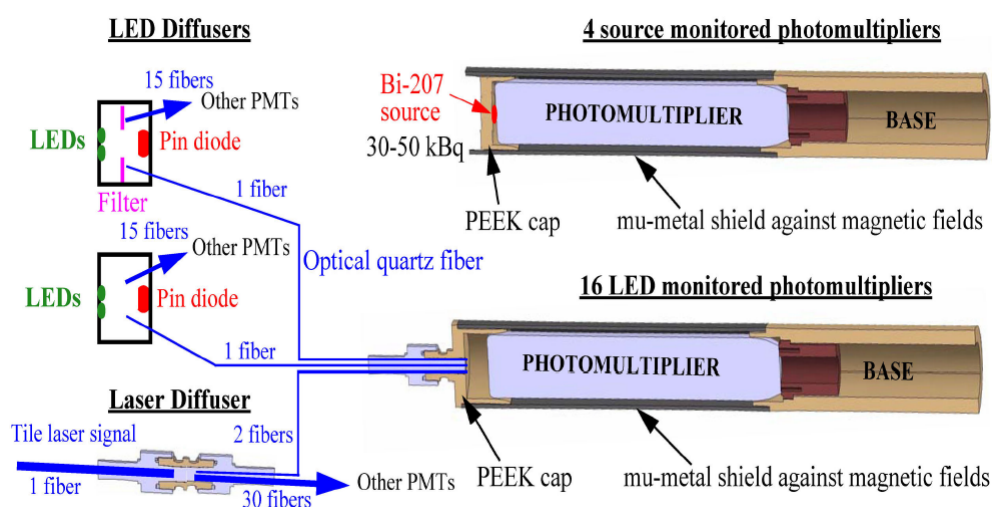 LED Diffusers
15 fibers
Other PMTs
LEDs
Pin diode
Filter
1 fiber
15 fibers
Other PMTs
LEDs
Pin diode
Optical quartz fiber
1 fiber
Laser Diffuser
Tile laser signal
1 fiber
2 fibers
30 fibers
Other PMTs
4 source monitored photomultipliers
Bi-207
source
30-50 kBq
PHOTOMULTIPLIER
BASE
PEEK cap
mu-metal shield against magnetic fields
16 LED monitored photomultipliers
PHOTOMULTIPLIER
BASE
PEEK cap
mu-metal shield against magnetic fields